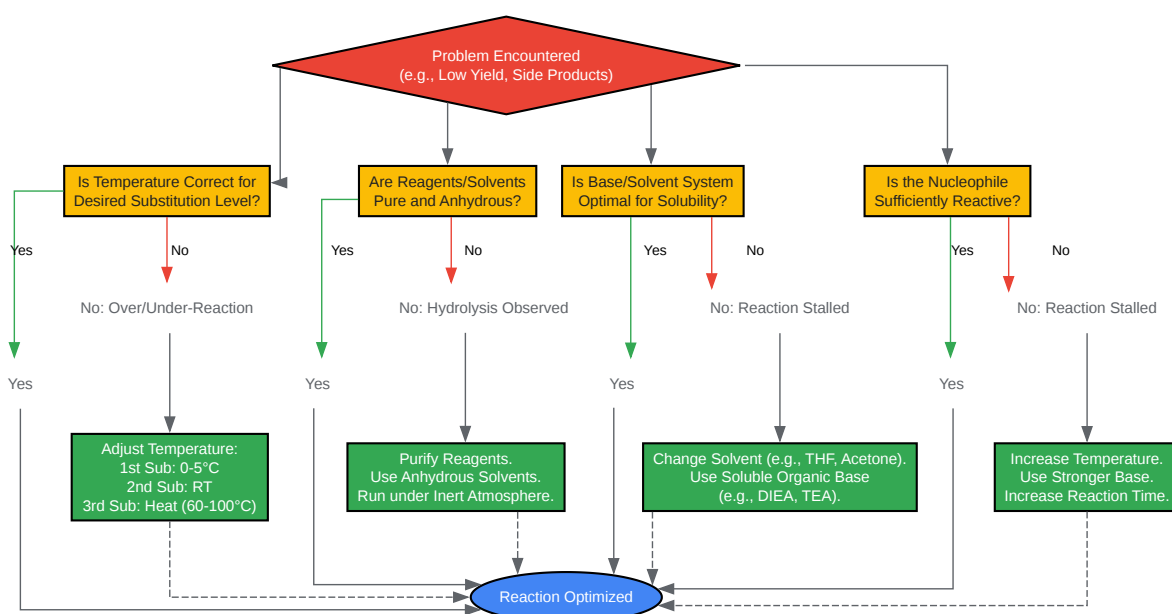 Problem Encountered
(e.g., Low Yield, Side Products)
Is Temperature Correct for
Desired Substitution Level?
Are Reagents/Solvents
Pure and Anhydrous?
Is Base/Solvent System
Optimal for Solubility?
Is the Nucleophile
Sufficiently Reactive?
Yes
No
Yes
No
Yes
No
Yes
No
No: Over/Under-Reaction
No: Hydrolysis Observed
No: Reaction Stalled
No: Reaction Stalled
Yes
Yes
Yes
Yes
Adjust Temperature:
1st Sub: 0-5°C
2nd Sub: RT
3rd Sub: Heat (60-100°C)
Purify Reagents.
Use Anhydrous Solvents.
Run under Inert Atmosphere.
Change Solvent (e.g., THF, Acetone).
Use Soluble Organic Base
(e.g., DIEA, TEA).
Increase Temperature.
Use Stronger Base.
Increase Reaction Time.
Reaction Optimized